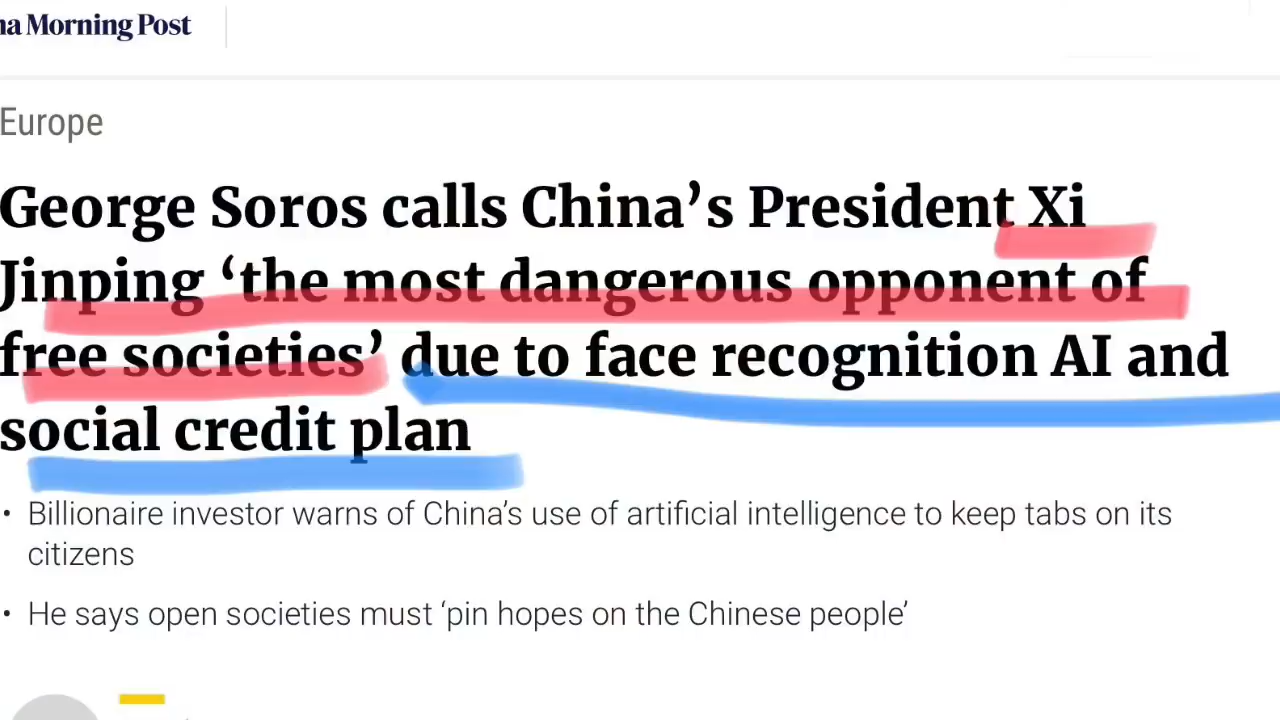 na Morning Post
Europe
George Soros calls China’s President Xi
Jinping ‘the most dangerous opponent of
free societies’ due to face recognition AI and
social credit plan
• Billionaire investor warns of China’s use of artificial intelligence to keep tabs on its
citizens
• He says open societies must ‘pin hopes on the Chinese people’